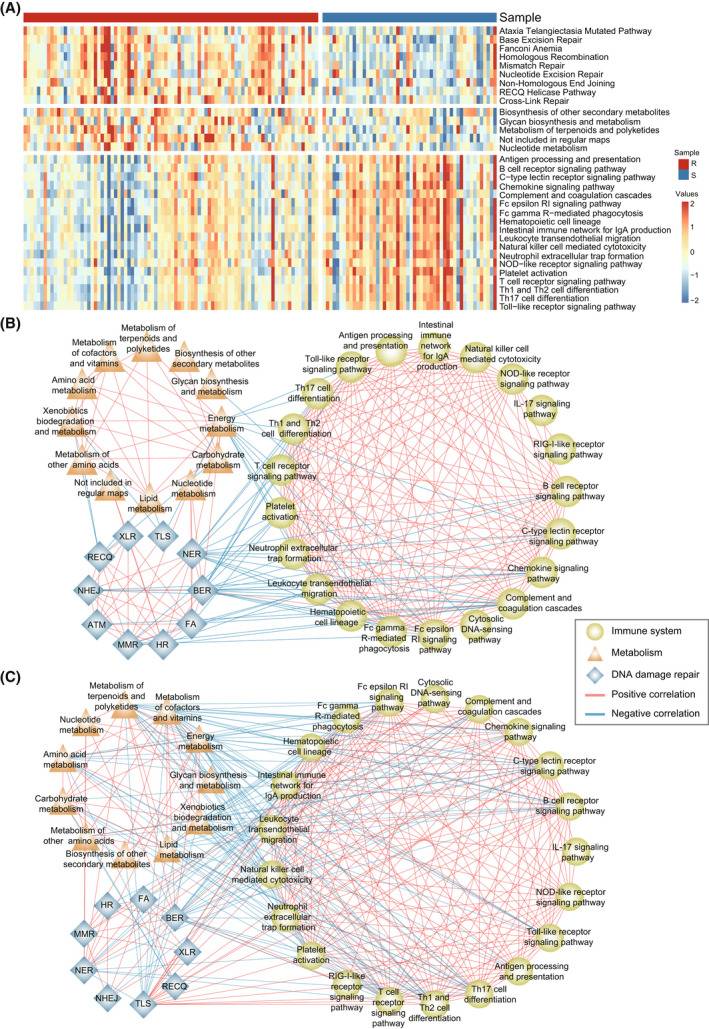 (A)
Sample
Ataxia Telangiectasia Mutated Pathway
Base Excision Repair
Fanconi Anemia
Homologous Recombination
Mismatch Repair
Nucleotide Excision Repair
Non-Homologous End Joining
RECQ Helicase Pathway
Cross-Link Repair
Biosynthesis of other secondary metabolites
Glycan biosynthesis and metabolism
Metabolism of terpenoids and polyketides
Not included in regular maps
Nucleotide metabolism
Antigen processing and presentation
B cell receptor signaling pathway
C-type lectin receptor signaling pathway
Chemokine signaling pathway
Complement and coagulation cascades
Fc epsilon RI signaling pathway
Fc gamma R-mediated phagocytosis
Hematopoietic cell lineage
Intestinal immune network for IgA production
Leukocyte transendothelial migration
Natural killer cell mediated cytotoxicity
Neutrophil extracellular trap formation
NOD-like receptor signaling pathway
Platelet activation
T cell receptor signaling pathway
Th1 and Th2 cell differentiation
Th17 cell differentiation
Toll-like receptor signaling pathway
Sample
R
S
Values
2
1
0
−1
−2
(B)
Metabolism of
terpenoids and
polyketides
Metabolism
of cofactors
and vitamins
Biosynthesis of other
secondary metabolites
Amino acid
metabolism
Glycan biosynthesis
and metabolism
Xenobiotics
biodegradation
and metabolism
Energy
metabolism
Metabolism of
other amino acids
Carbohydrate
metabolism
Not included in
regular maps
Lipid
metabolism
Nucleotide
metabolism
XLR
TLS
RECQ
NER
NHEJ
BER
ATM
FA
MMR
HR
Antigen processing
and presentation
Intestinal
immune
network
for IgA
production
Natural killer cell
mediated cytotoxicity
Toll-like receptor
signaling pathway
NOD-like receptor
signaling pathway
Th17 cell
differentiation
IL-17 signaling
pathway
Th1 and Th2
cell differentiation
RIG-I-like receptor
signaling pathway
T cell receptor
signaling pathway
B cell receptor
signaling pathway
Platelet
activation
C-type lectin receptor
signaling pathway
Neutrophil extracellular
trap formation
Chemokine signaling
pathway
Leukocyte transendothelial
migration
Complement and
coagulation cascades
Hematopoietic
cell lineage
Fc gamma
R-mediated
phagocytosis
Fc epsilon
RI signaling
pathway
Cytosolic
DNA-sensing
pathway
Immune system
Metabolism
DNA damage repair
Positive correlation
Negative correlation
(C)
Metabolism of
terpenoids and
polyketides
Metabolism
of cofactors
and vitamins
Nucleotide
metabolism
Energy
metabolism
Amino acid
metabolism
Glycan biosynthesis
and metabolism
Carbohydrate
metabolism
Xenobiotics
biodegradation
and metabolism
Metabolism
of other
amino acids
Biosynthesis of other
secondary metabolites
Lipid
metabolism
HR
FA
BER
MMR
XLR
NER
RECQ
NHEJ
TLS
Fc gamma
R-mediated
phagocytosis
Fc epsilon RI
signaling
pathway
Cytosolic
DNA-sensing
pathway
Complement and
coagulation cascades
Hematopoietic
cell lineage
Chemokine signaling
pathway
Intestinal immune
network for
IgA production
C-type lectin receptor
signaling pathway
Leukocyte
transendothelial
migration
B cell receptor
signaling pathway
Natural killer cell
mediated cytotoxicity
IL-17 signaling
pathway
Neutrophil
extracellular
trap formation
NOD-like receptor
signaling pathway
Platelet
activation
Toll-like receptor
signaling pathway
RIG-I-like
receptor
signaling
pathway
T cell
receptor
signaling
pathway
Th1 and
Th2 cell
differentiation
Th17 cell
differentiation
Antigen processing
and presentation